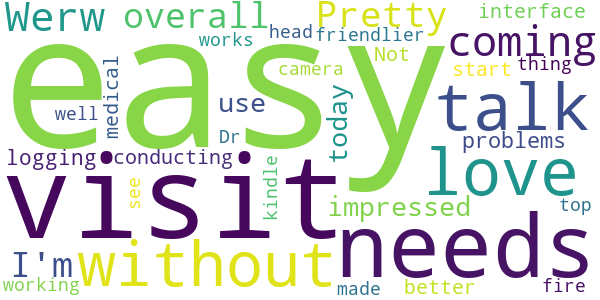 Werw overall Pretty interface
works head friendlier coming
easy camera Not start thing
medical well use Dr today talk
problems
logging conducting love
visit see kindle impressed top
I'm without needs
working made better fire